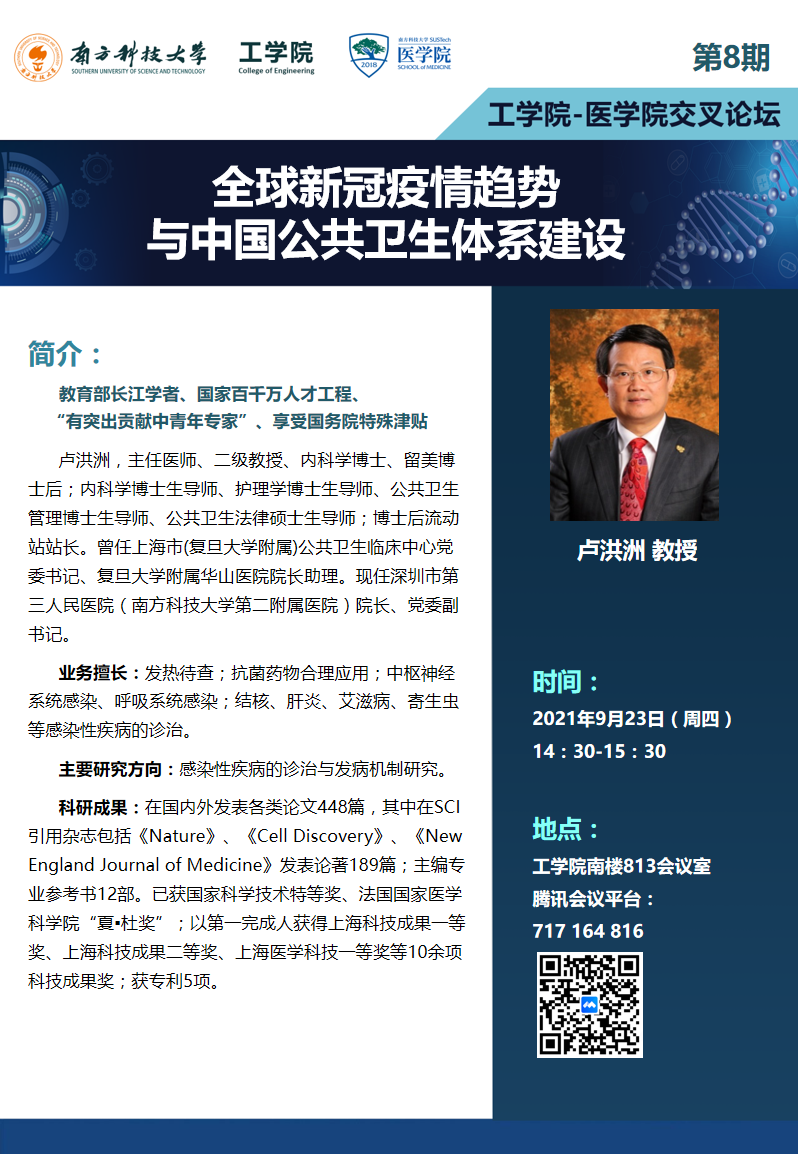 南方科技大学
SOUTHERN UNIVERSITY OF SCIENCE AND TECHNOLOGY
工学院
College of Engineering
2018
南方科技大学 SUSTech
医学院
SCHOOL of MEDICINE
第8期
工学院-医学院交叉论坛
全球新冠疫情趋势
与中国公共卫生体系建设
简介：
教育部长江学者、国家百千万人才工程、
“有突出贡献中青年专家”、享受国务院特殊津贴
卢洪洲，主任医师、二级教授、内科学博士、留美博
士后；内科学博士生导师、护理学博士生导师、公共卫生
管理博士生导师、公共卫生法律硕士生导师；博士后流动
站站长。曾任上海市(复旦大学附属)公共卫生临床中心党
委书记、复旦大学附属华山医院院长助理。现任深圳市第
三人民医院（南方科技大学第二附属医院）院长、党委副
书记。
业务擅长：发热待查；抗菌药物合理应用；中枢神经
系统感染、呼吸系统感染；结核、肝炎、艾滋病、寄生虫
等感染性疾病的诊治。
主要研究方向：感染性疾病的诊治与发病机制研究。
科研成果：在国内外发表各类论文448篇，其中在SCI
引用杂志包括《Nature》、《Cell Discovery》、《New
England Journal of Medicine》发表论著189篇；主编专
业参考书12部。已获国家科学技术特等奖、法国国家医学
科学院“夏•杜奖”；以第一完成人获得上海科技成果一等
奖、上海科技成果二等奖、上海医学科技一等奖等10余项
科技成果奖；获专利5项。
卢洪洲 教授
时间：
2021年9月23日（周四）
14：30-15：30
地点：
工学院南楼813会议室
腾讯会议平台：
717 164 816